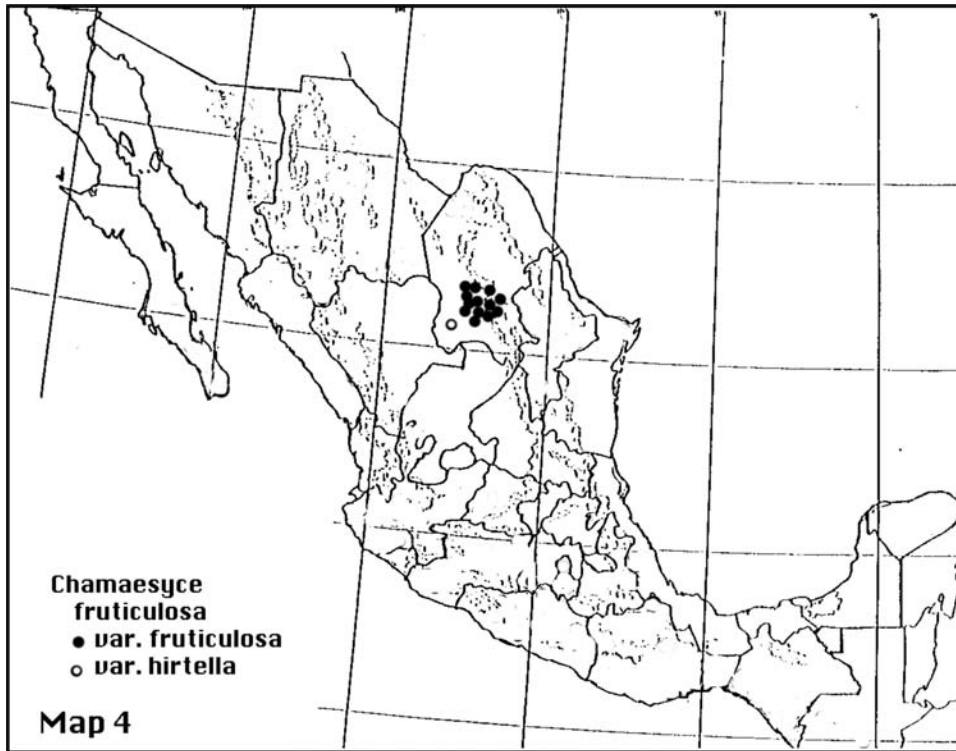 Chamaesyce
fruticulosa
var. fruticulosa
var. hirtella
Map 4